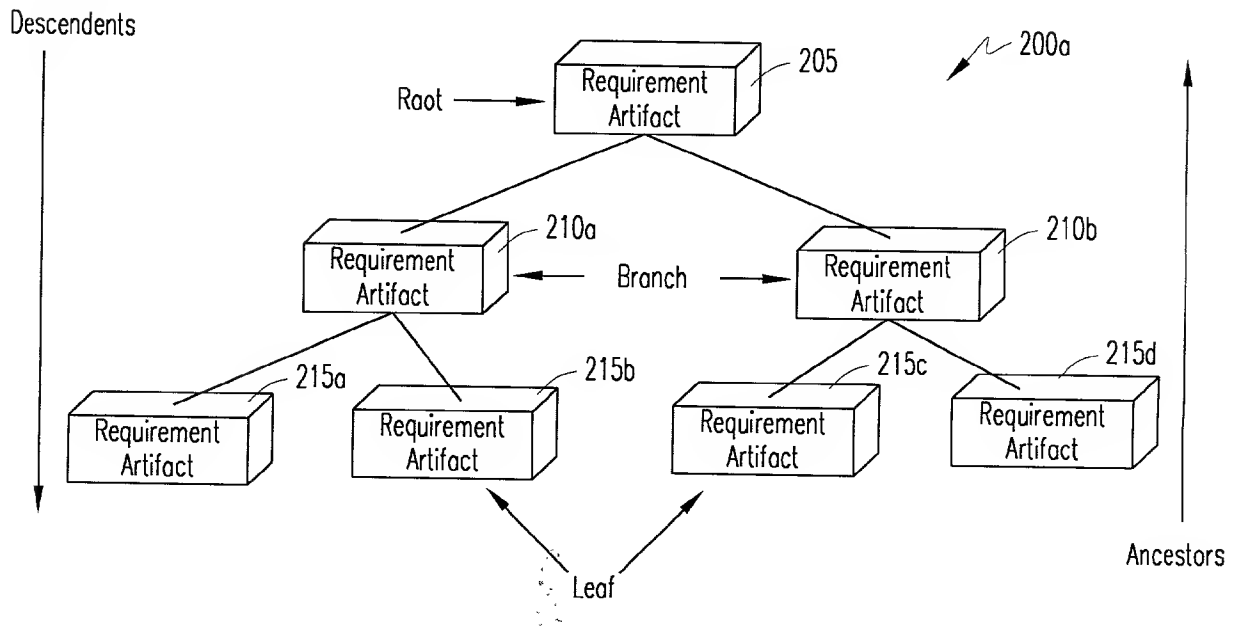 Descendents
200a
205
Requirement
Artifact
Raot
210a
210b
Requirement
Artifact
Branch
Requirement
Artifact
215a
215b
215c
215d
Requirement
Artifact
Requirement
Artifact
Requirement
Artifact
Requirement
Artifact
Ancestors
Leaf